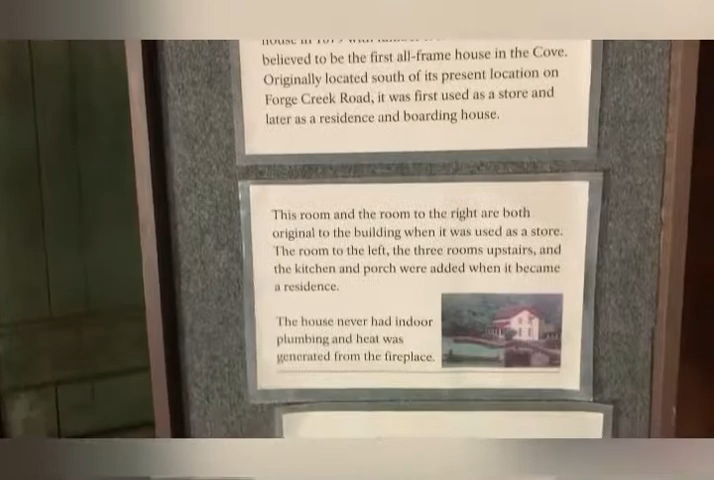 house in
believed to be the first all-frame house in the Cove.
Originally located south of its present location on
Forge Creek Road, it was first used as a store and
later as a residence and boarding house.
This room and the room to the right are both
original to the building when it was used as a store.
The room to the left, the three rooms upstairs, and
the kitchen and porch were added when it became
a residence.
The house never had indoor
plumbing and heat was
generated from the fireplace.